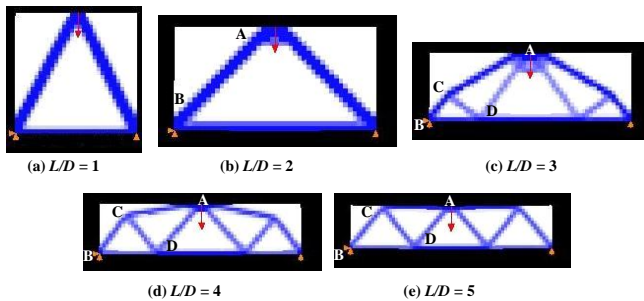 A
B
(a) L/D = 1
(b) L/D = 2
A
C
D
B
(c) L/D = 3
A
C
D
B
(d) L/D = 4
A
C
D
B
(e) L/D = 5